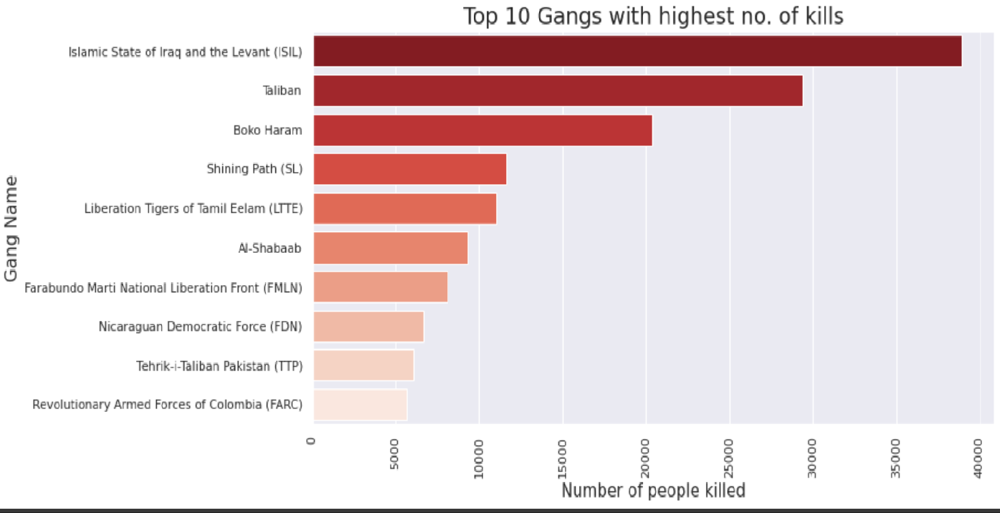 Top 10 Gangs with highest no. of kills
Gang Name
Islamic State of Iraq and the Levant (ISIL)
Taliban
Boko Haram
Shining Path (SL)
Liberation Tigers of Tamil Eelam (LTTE)
Al-Shabaab
Farabundo Marti National Liberation Front (FMLN)
Nicaraguan Democratic Force (FDN)
Tehrik-i-Taliban Pakistan (TTP)
Revolutionary Armed Forces of Colombia (FARC)
0
5000
10000
15000
20000
25000
30000
35000
40000
Number of people killed